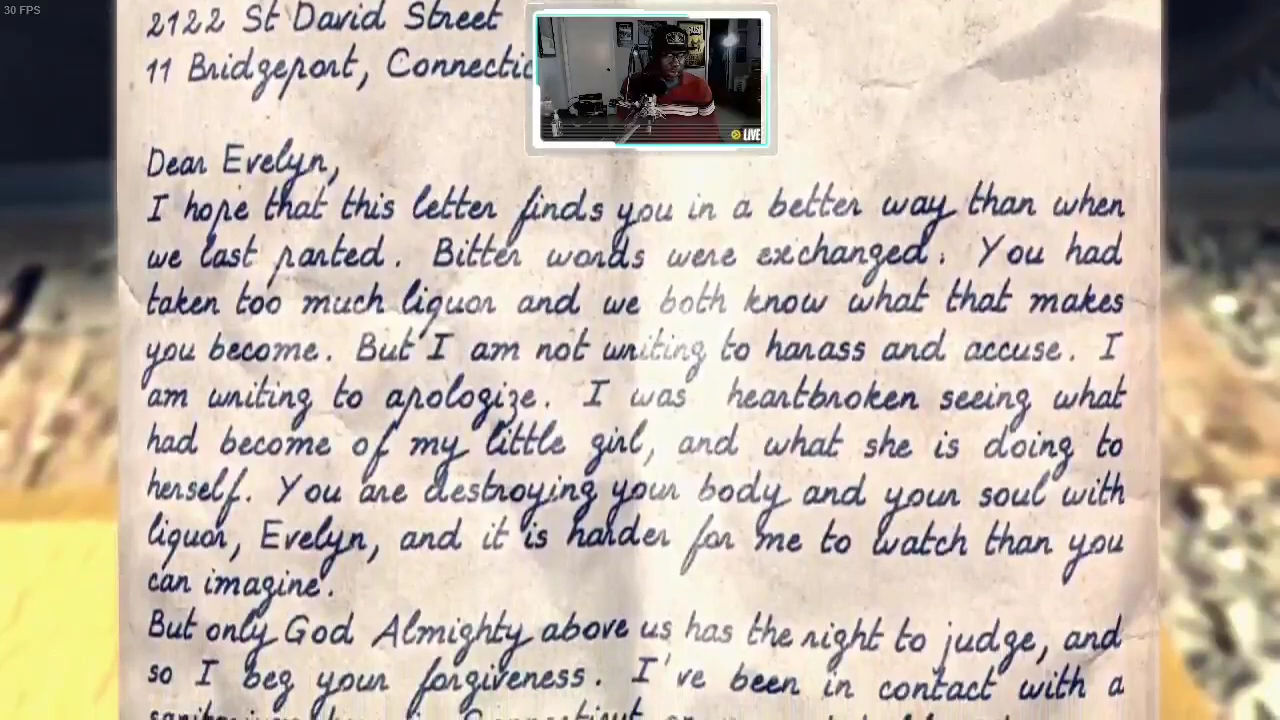 30 FPS
2122 St David Street
11 Bridgeport,
LIVE
Dear Evelyn,
I hope that this letter finds you in a better way than when
we last parted. Bitter words were exchanged. You had
taken too much liquor and we both know what that makes
you become. But I am not writing to harass and accuse. I
am writing to apologize. I was heartbroken seeing what
had become of my little girl, and what she is doing to
herself. You are destroying your body and your soul with
liquor, Evelyn, and it is harder for me to watch than you
can imagine.
But only God Almighty above us has the right to judge, and
so I beg your forgiveness. I've been in contact with a